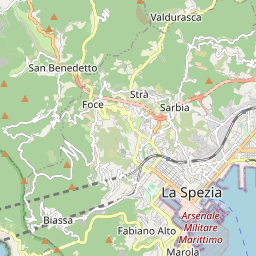 Valdurasca
San Benedetto
Strà
Foce
Sarbia
La Spezia
Arsenale
Militare
Marittimo
Biassa
Fabiano Alto
Marola